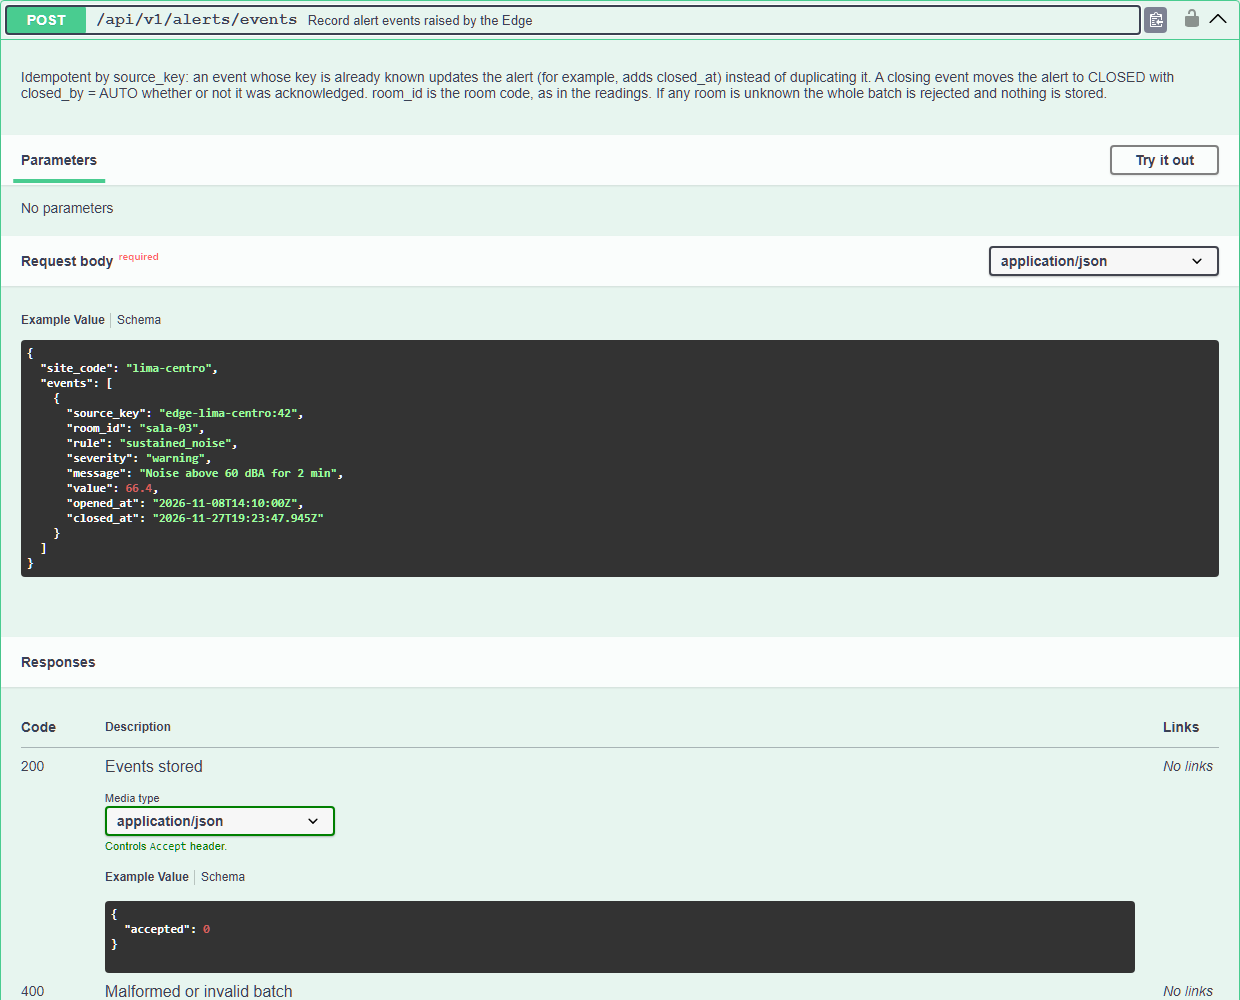 POST /api/v1/alerts/events Record alert events raised by the Edge
Idempotent by source_key: an event whose key is already known updates the alert (for example, adds closed_at) instead of duplicating it. A closing event moves the alert to CLOSED with
closed_by = AUTO whether or not it was acknowledged. room_id is the room code, as in the readings. If any room is unknown the whole batch is rejected and nothing is stored.
Parameters
Try it out
No parameters
Request body required
application/json
Example Value Schema
{
  "site_code": "lima-centro",
  "events": [
    {
      "source_key": "edge-lima-centro:42",
      "room_id": "sala-03",
      "rule": "sustained_noise",
      "severity": "warning",
      "message": "Noise above 60 dBA for 2 min",
      "value": 66.4,
      "opened_at": "2026-11-08T14:10:00Z",
      "closed_at": "2026-11-27T19:23:47.945Z"
    }
  ]
}
Responses
Code Description Links
200 Events stored No links
Media type
application/json
Controls Accept header.
Example Value Schema
{
  "accepted": 0
}
400 Malformed or invalid batch No links